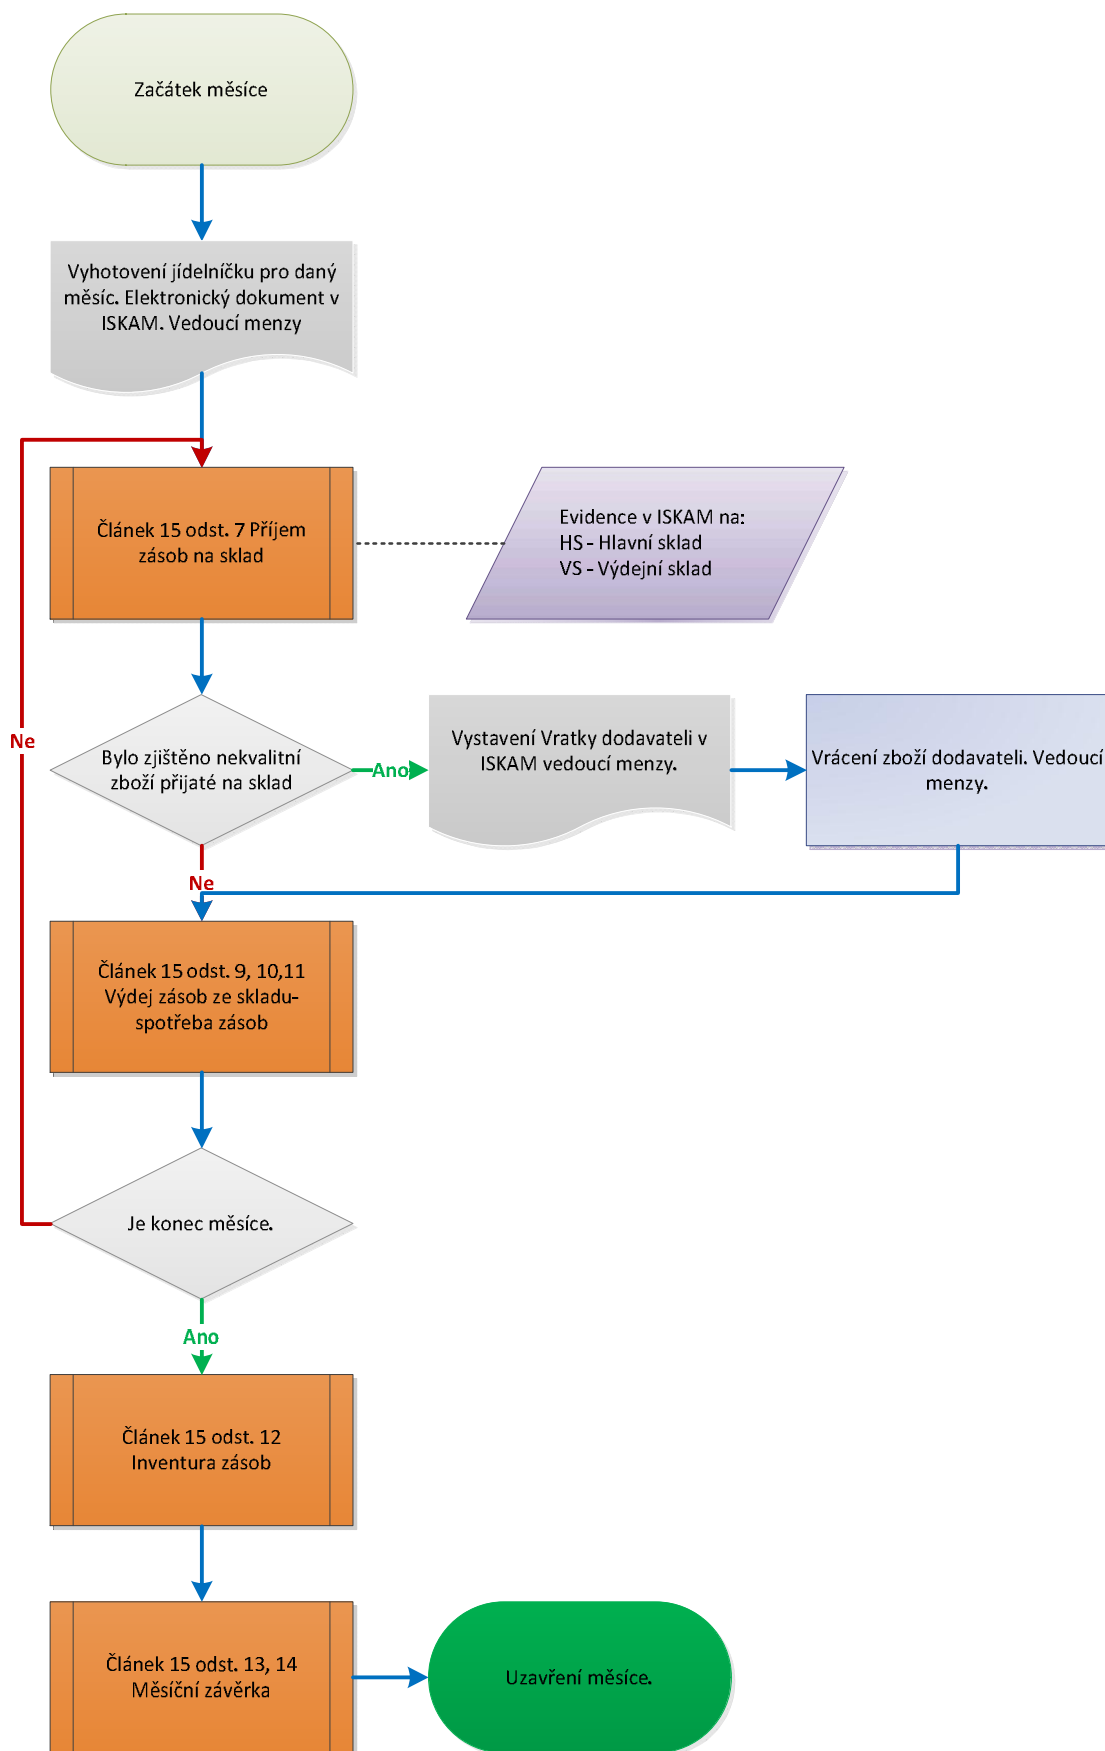 Začátek měsíce
Vyhotovení jídelníčku pro daný
měsíc. Elektronický dokument v
ISKAM. Vedoucí menzy
Článek 15 odst. 7 Příjem
zásob na sklad
Evidence v ISKAM na:
HS - Hlavní sklad
VS - Výdejní sklad
Ne
Bylo zjištěno nekvalitní
zboží přijaté na sklad
Ano
Vystavení Vratky dodavateli v
ISKAM vedoucí menzy.
Vrácení zboží dodavateli. Vedoucí
menzy.
Ne
Článek 15 odst. 9, 10,11
Výdej zásob ze skladu-
spotřeba zásob
Je konec měsíce.
Ano
Článek 15 odst. 12
Inventura zásob
Článek 15 odst. 13, 14
Měsíční závěrka
Uzavření měsíce.